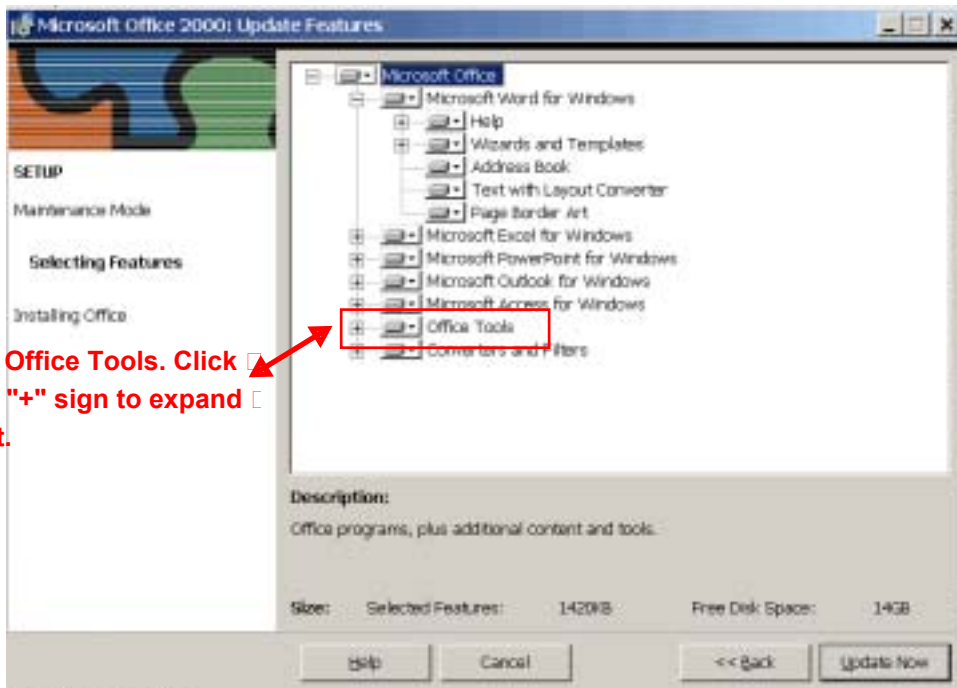 Microsoft Office 2000: Update Features
SETUP
Maintenance Mode
Selecting Features
Installing Office
Office Tools. Click
"+" sign to expand
t.
Microsoft Office
Microsoft Word for Windows
Help
Wizards and Templates
Address Book
Text with Layout Converter
Page Border Art
Microsoft Excel for Windows
Microsoft PowerPoint for Windows
Microsoft Outlook for Windows
Microsoft Access for Windows
Office Tools
Converters and Filters
Description:
Office programs, plus additional content and tools.
Size: Selected Features: 1420KB Free Disk Space: 14GB
Help Cancel << Back Update Now